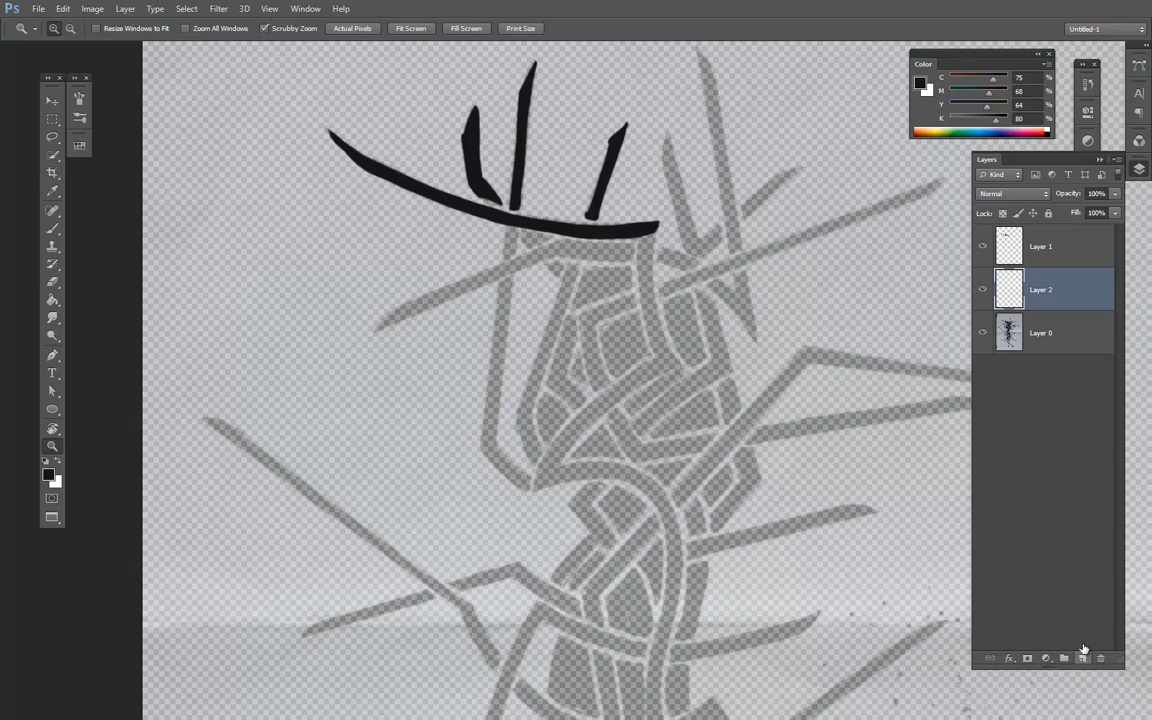 Ps File Edit Image Layer Type Select Filter 3D View Window Help
Resize Windows to Fit Zoom All Windows Scrubby Zoom Actual Pixels Fit Screen Fill Screen Print Size Untitled-1
Color
C 75 %
M 68 %
Y 64 %
K 80 %
Layers
Kind
Normal Opacity: 100%
Lock: Fill: 100%
Layer 1
Layer 2
Layer 0
fx